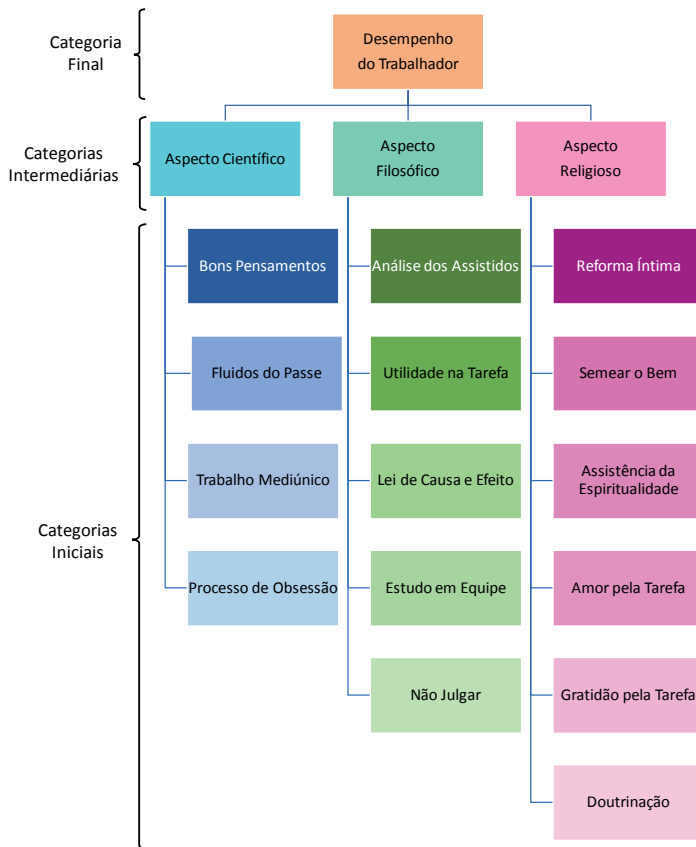 Categoria
Final
Desempenho
do Trabalhador
Categorias
Intermediárias
Aspecto Científico
Aspecto
Filosófico
Aspecto
Religioso
Categorias
Iniciais
Bons Pensamentos
Fluidos do Passe
Trabalho Mediúnico
Processo de Obsessão
Análise dos Assistidos
Utilidade na Tarefa
Lei de Causa e Efeito
Estudo em Equipe
Não Julgar
Reforma Íntima
Semear o Bem
Assistência da
Espiritualidade
Amor pela Tarefa
Gratidão pela Tarefa
Doutrinação